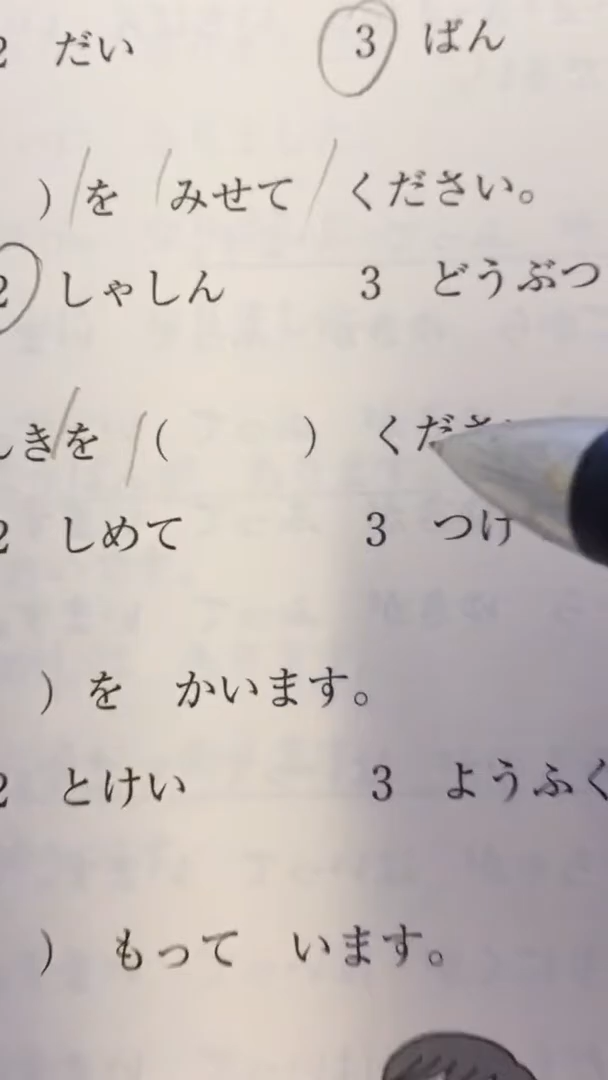 2 だい 3 ばん
) を みせて ください。
2 しゃしん 3 どうぶつ
きを ( ) くださ
2 しめて 3 つけ
) を かいます。
2 とけい 3 ようふく
) もって います。